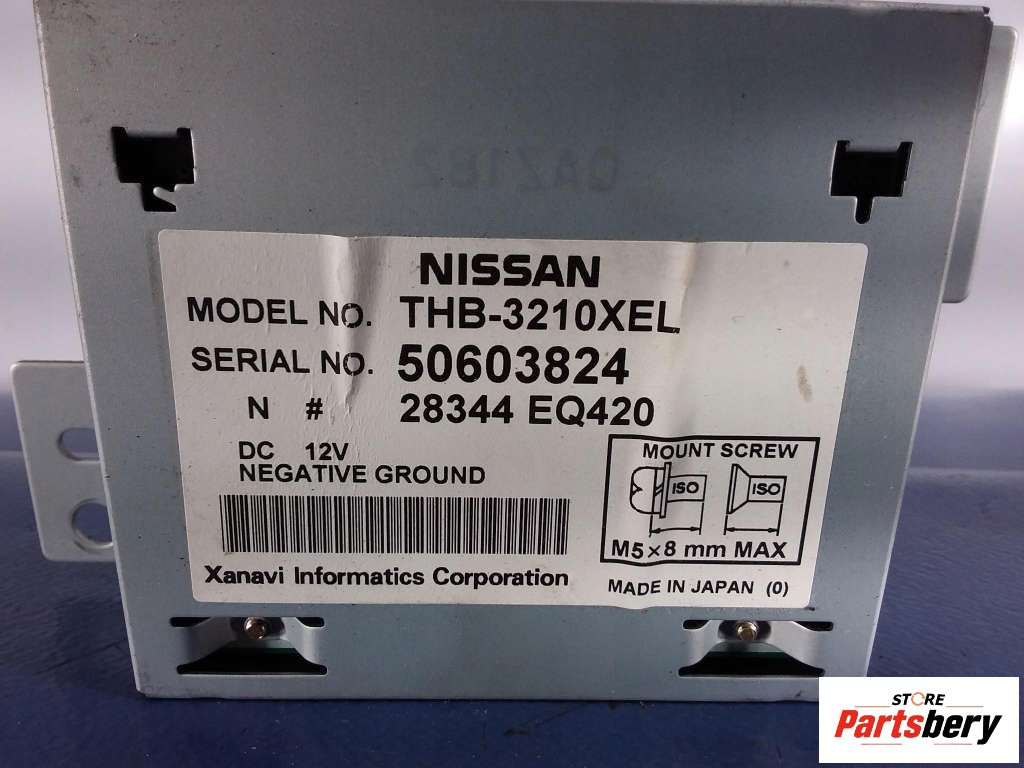 NISSAN
MODEL NO. THB-3210XEL
SERIAL NO. 50603824
N # 28344 EQ420
DC 12V
NEGATIVE GROUND
MOUNT SCREW
ISO ISO
M5×8 mm MAX
Xanavi Informatics Corporation
MADE IN JAPAN (0)
STORE
Partsbery